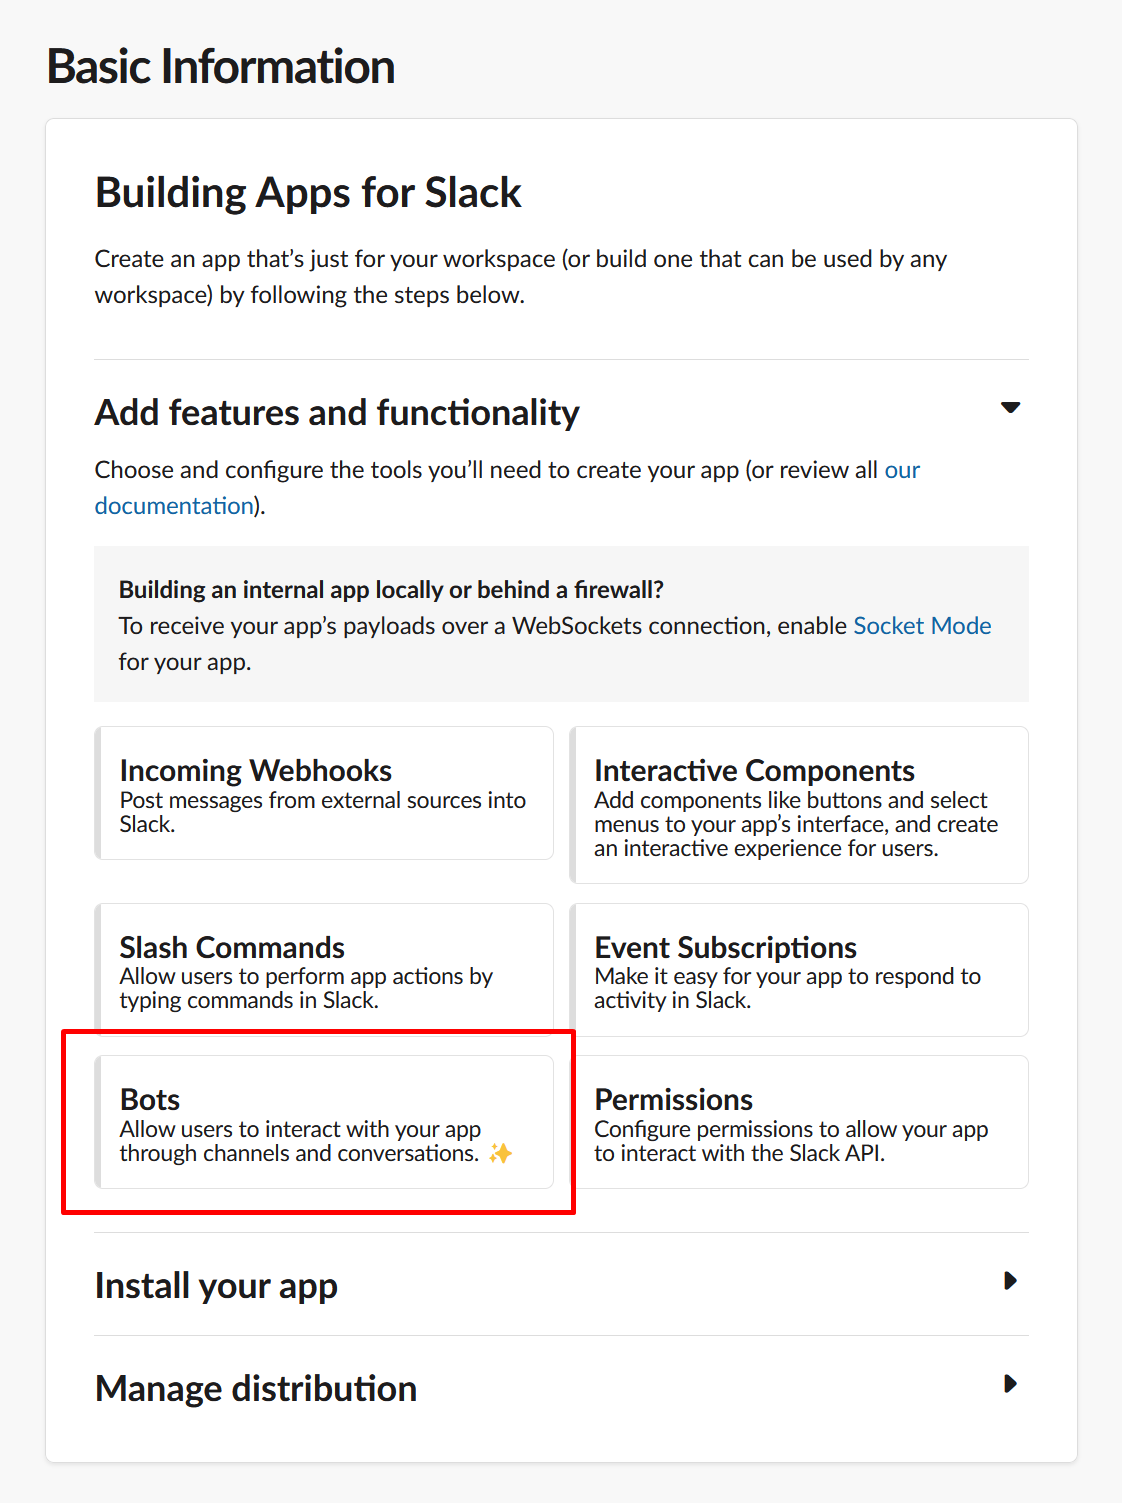 Basic Information
Building Apps for Slack
Create an app that’s just for your workspace (or build one that can be used by any
workspace) by following the steps below.
Add features and functionality
Choose and configure the tools you’ll need to create your app (or review all our
documentation).
Building an internal app locally or behind a firewall?
To receive your app’s payloads over a WebSockets connection, enable Socket Mode
for your app.
Incoming Webhooks
Post messages from external sources into
Slack.
Interactive Components
Add components like buttons and select
menus to your app’s interface, and create
an interactive experience for users.
Slash Commands
Allow users to perform app actions by
typing commands in Slack.
Event Subscriptions
Make it easy for your app to respond to
activity in Slack.
Bots
Allow users to interact with your app
through channels and conversations. ✨
Permissions
Configure permissions to allow your app
to interact with the Slack API.
Install your app
Manage distribution